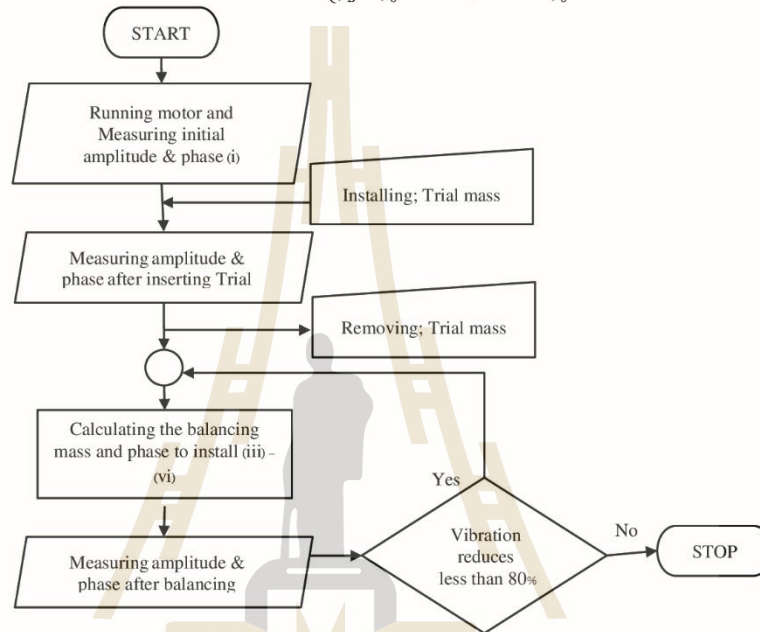 START
Running motor and
Measuring initial
amplitude & phase (i)
Installing; Trial mass
Measuring amplitude &
phase after inserting Trial
Removing; Trial mass
Calculating the balancing
mass and phase to install (iii) –
(vi)
Yes
Measuring amplitude &
phase after balancing
Vibration
reduces
less than 80%
No
STOP